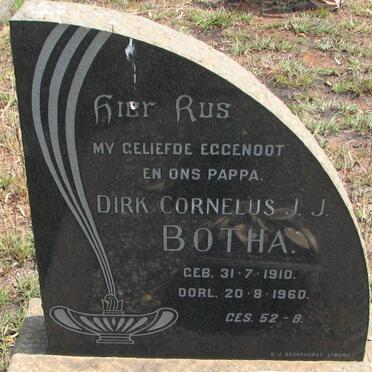 Hier Rus
MY GELIEFDE EGGENOOT
EN ONS PAPPA.
DIRK CORNELUS J. J.
BOTHA.
GEB. 31-7-1910.
OORL. 20-8-1960.
GES. 52-8.